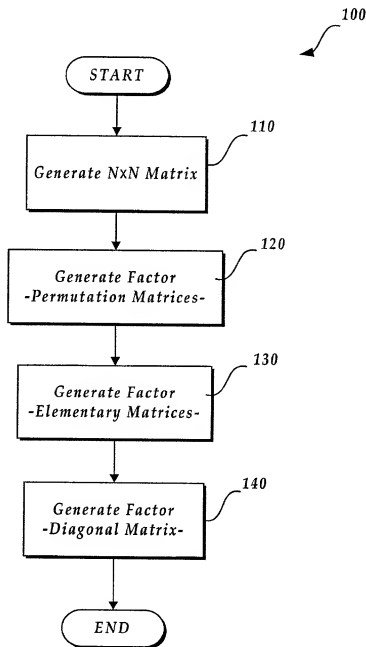 100
START
110
Generate NxN Matrix
120
Generate Factor
-Permutation Matrices-
130
Generate Factor
-Elementary Matrices-
140
Generate Factor
-Diagonal Matrix-
END